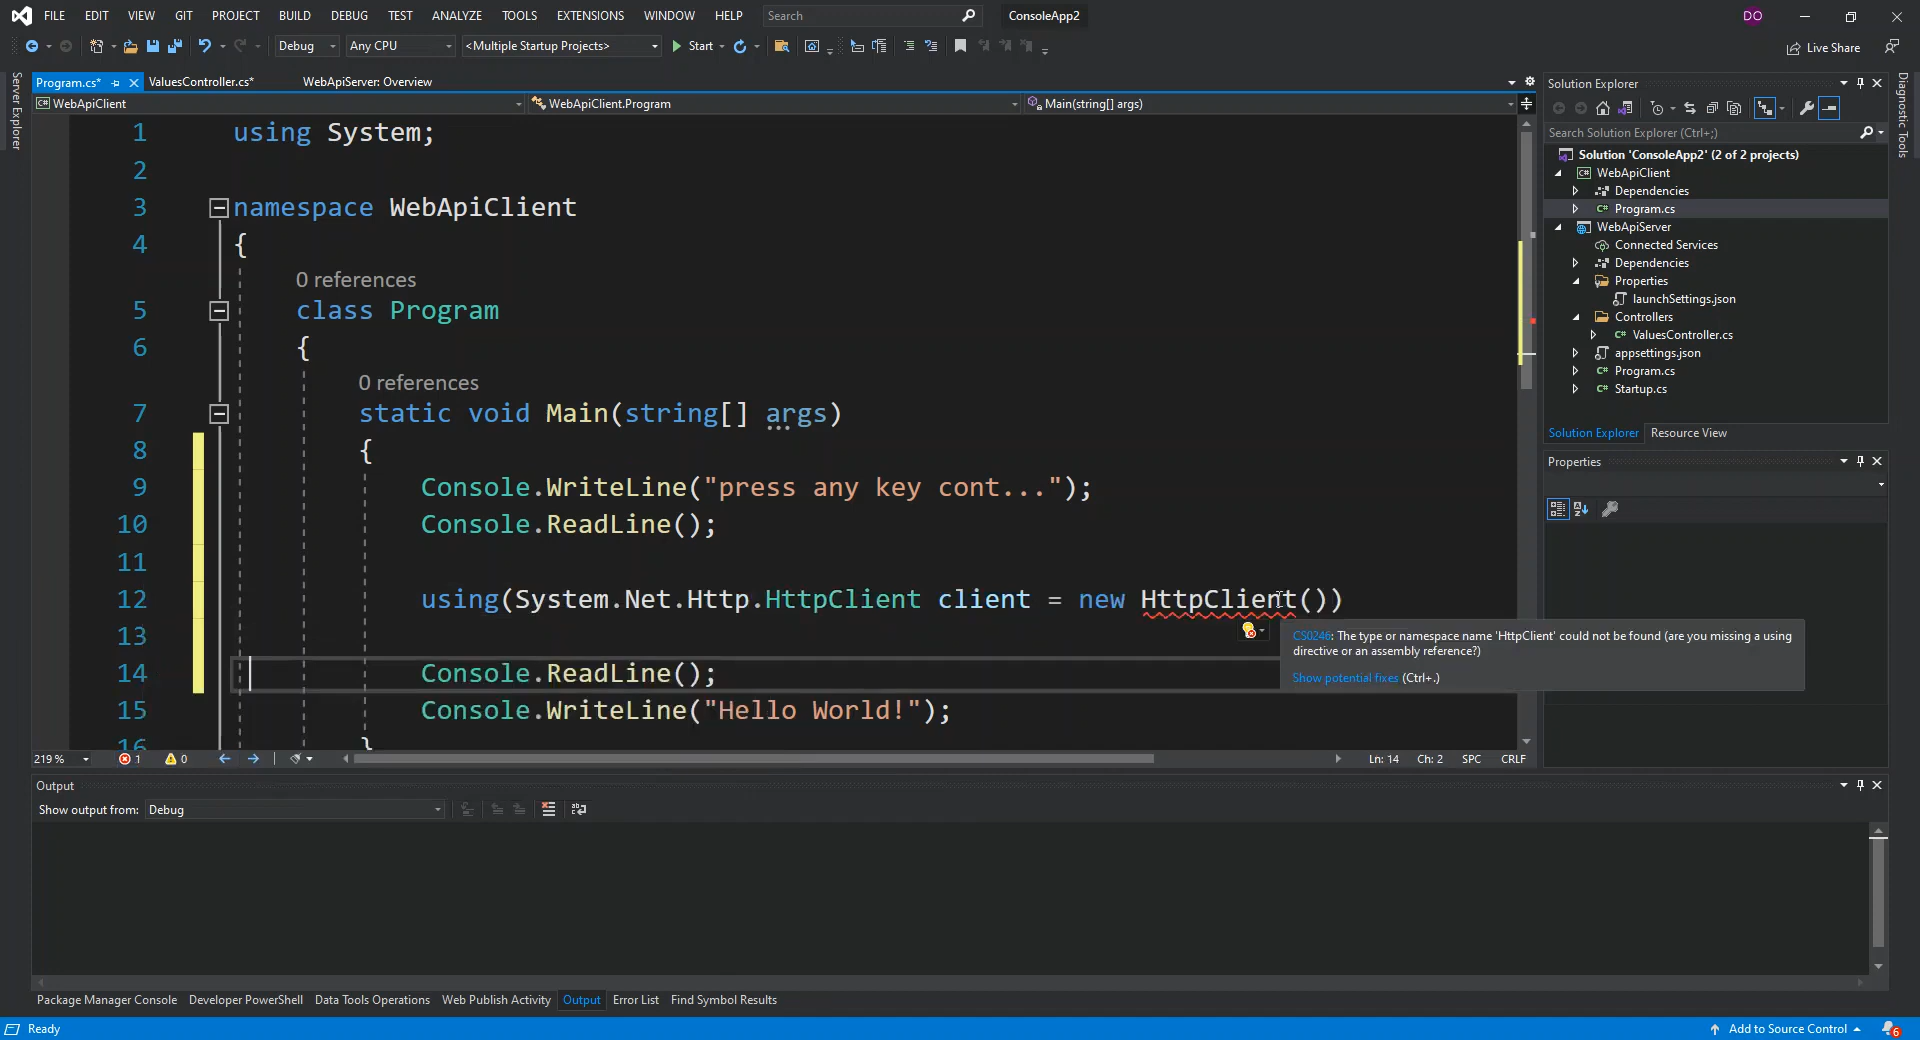 FILE EDIT VIEW GIT PROJECT BUILD DEBUG TEST ANALYZE TOOLS EXTENSIONS WINDOW HELP Search ConsoleApp2 DO
Debug Any CPU <Multiple Startup Projects> Start Live Share
Server Explorer
Program.cs* ValuesController.cs* WebApiServer: Overview
WebApiClient WebApiClient.Program Main(string[] args)
1 using System;
2
3 namespace WebApiClient
4 {
0 references
5 class Program
6 {
0 references
7 static void Main(string[] args)
8 {
9 Console.WriteLine("press any key cont...");
10 Console.ReadLine();
11
12 using(System.Net.Http.HttpClient client = new HttpClient())
13
14 Console.ReadLine();
15 Console.WriteLine("Hello World!");
16 }
CS0246: The type or namespace name 'HttpClient' could not be found (are you missing a using
directive or an assembly reference?)
Show potential fixes (Ctrl+.)
219 % 1 0 Ln: 14 Ch: 2 SPC CRLF
Solution Explorer
Search Solution Explorer (Ctrl+;)
Solution 'ConsoleApp2' (2 of 2 projects)
WebApiClient
Dependencies
C# Program.cs
WebApiServer
Connected Services
Dependencies
Properties
launchSettings.json
Controllers
C# ValuesController.cs
appsettings.json
C# Program.cs
C# Startup.cs
Solution Explorer Resource View
Properties
Diagnostic Tools
Output
Show output from: Debug
Package Manager Console Developer PowerShell Data Tools Operations Web Publish Activity Output Error List Find Symbol Results
Ready Add to Source Control 6